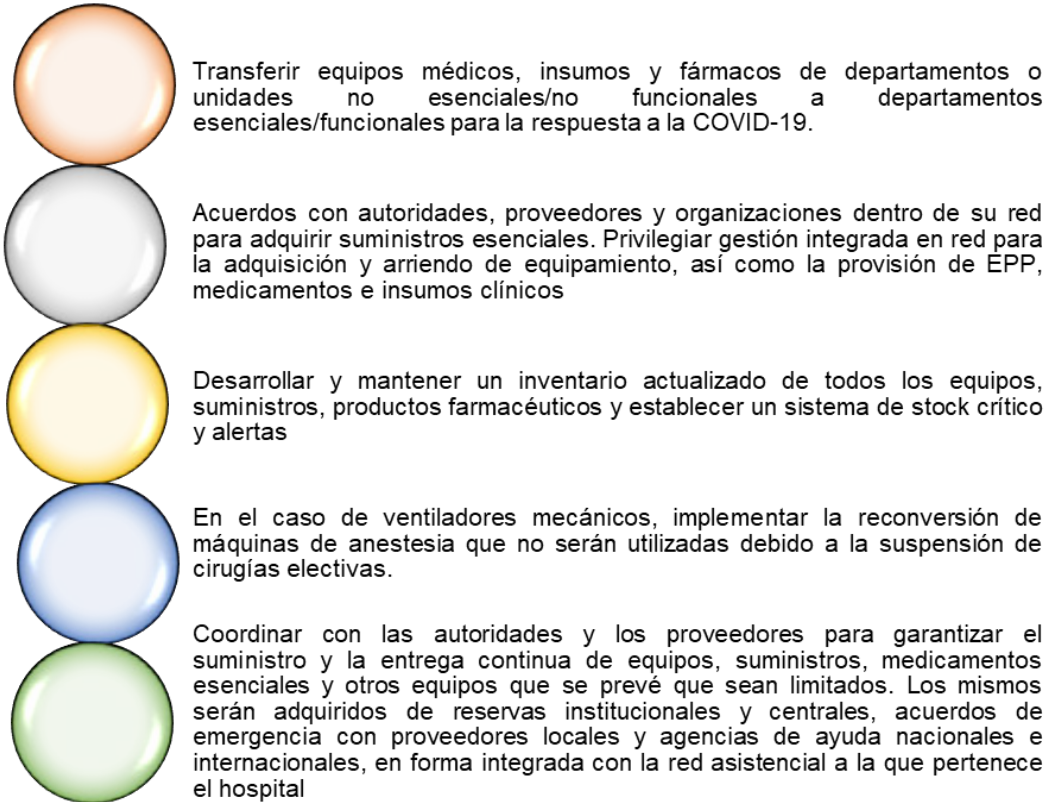 Transferir equipos médicos, insumos y fármacos de departamentos o
unidades no esenciales/no funcionales a departamentos
esenciales/funcionales para la respuesta a la COVID-19.
Acuerdos con autoridades, proveedores y organizaciones dentro de su red
para adquirir suministros esenciales. Privilegiar gestión integrada en red para
la adquisición y arriendo de equipamiento, así como la provisión de EPP,
medicamentos e insumos clínicos
Desarrollar y mantener un inventario actualizado de todos los equipos,
suministros, productos farmacéuticos y establecer un sistema de stock crítico
y alertas
En el caso de ventiladores mecánicos, implementar la reconversión de
máquinas de anestesia que no serán utilizadas debido a la suspensión de
cirugías electivas.
Coordinar con las autoridades y los proveedores para garantizar el
suministro y la entrega continua de equipos, suministros, medicamentos
esenciales y otros equipos que se prevé que sean limitados. Los mismos
serán adquiridos de reservas institucionales y centrales, acuerdos de
emergencia con proveedores locales y agencias de ayuda nacionales e
internacionales, en forma integrada con la red asistencial a la que pertenece
el hospital